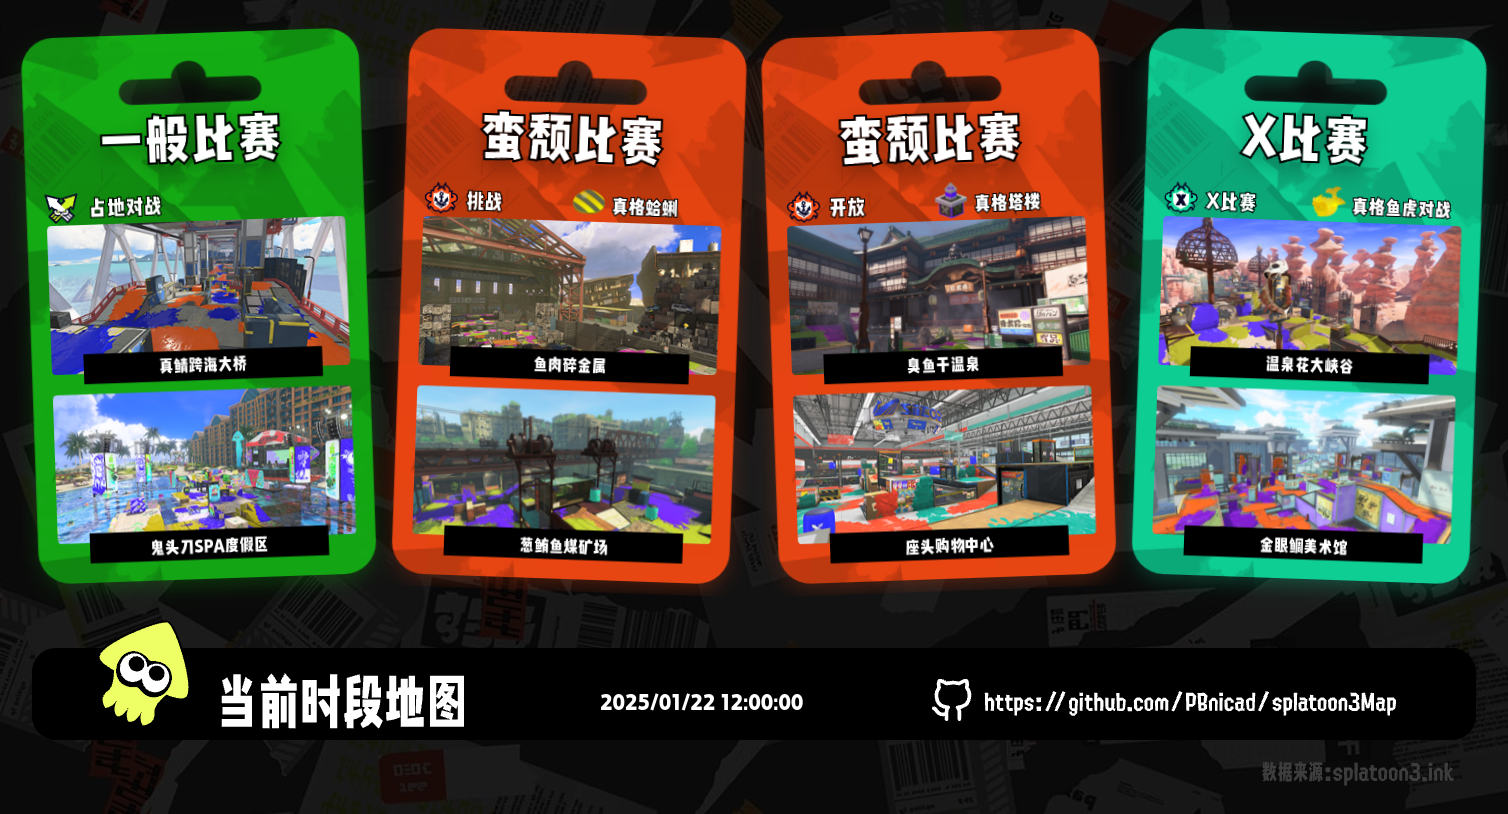 一般比赛
占地对战
真鲭跨海大桥
鬼头刀SPA度假区
蛮颓比赛
挑战
真格蛤蜊
鱼肉碎金属
葱鲔鱼煤矿场
蛮颓比赛
开放
真格塔楼
臭鱼干温泉
座头购物中心
X比赛
X比赛
真格鱼虎对战
温泉花大峡谷
金眼鲷美术馆
当前时段地图
2025/01/22 12:00:00
https://github.com/PBnicad/splatoon3Map
数据来源:splatoon3.ink